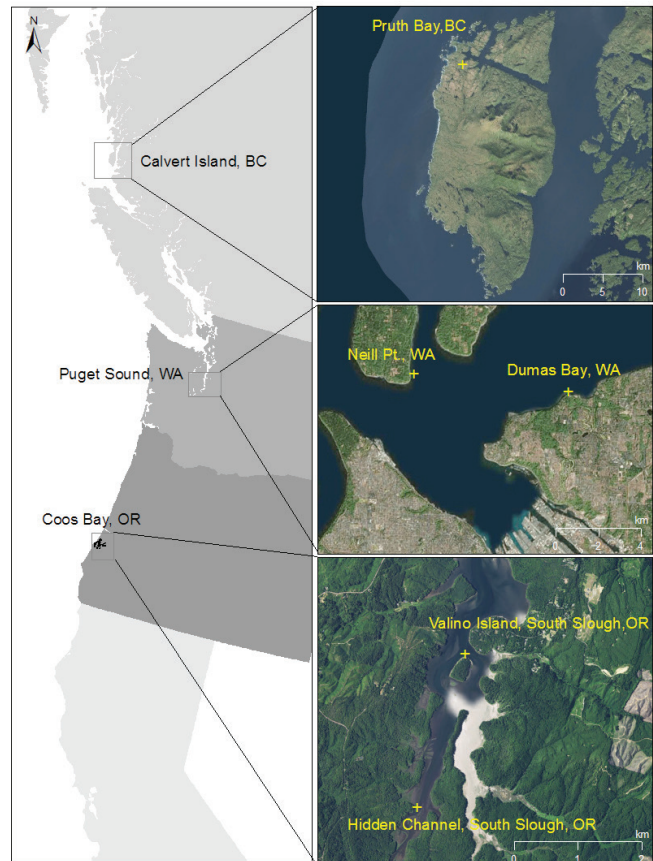 N
Calvert Island, BC
Puget Sound, WA
Coos Bay, OR
Pruth Bay,BC
km
0 5 10
Neill Pt., WA
Dumas Bay, WA
km
0 2 4
Valino Island, South Slough,OR
Hidden Channel, South Slough, OR
km
0 2